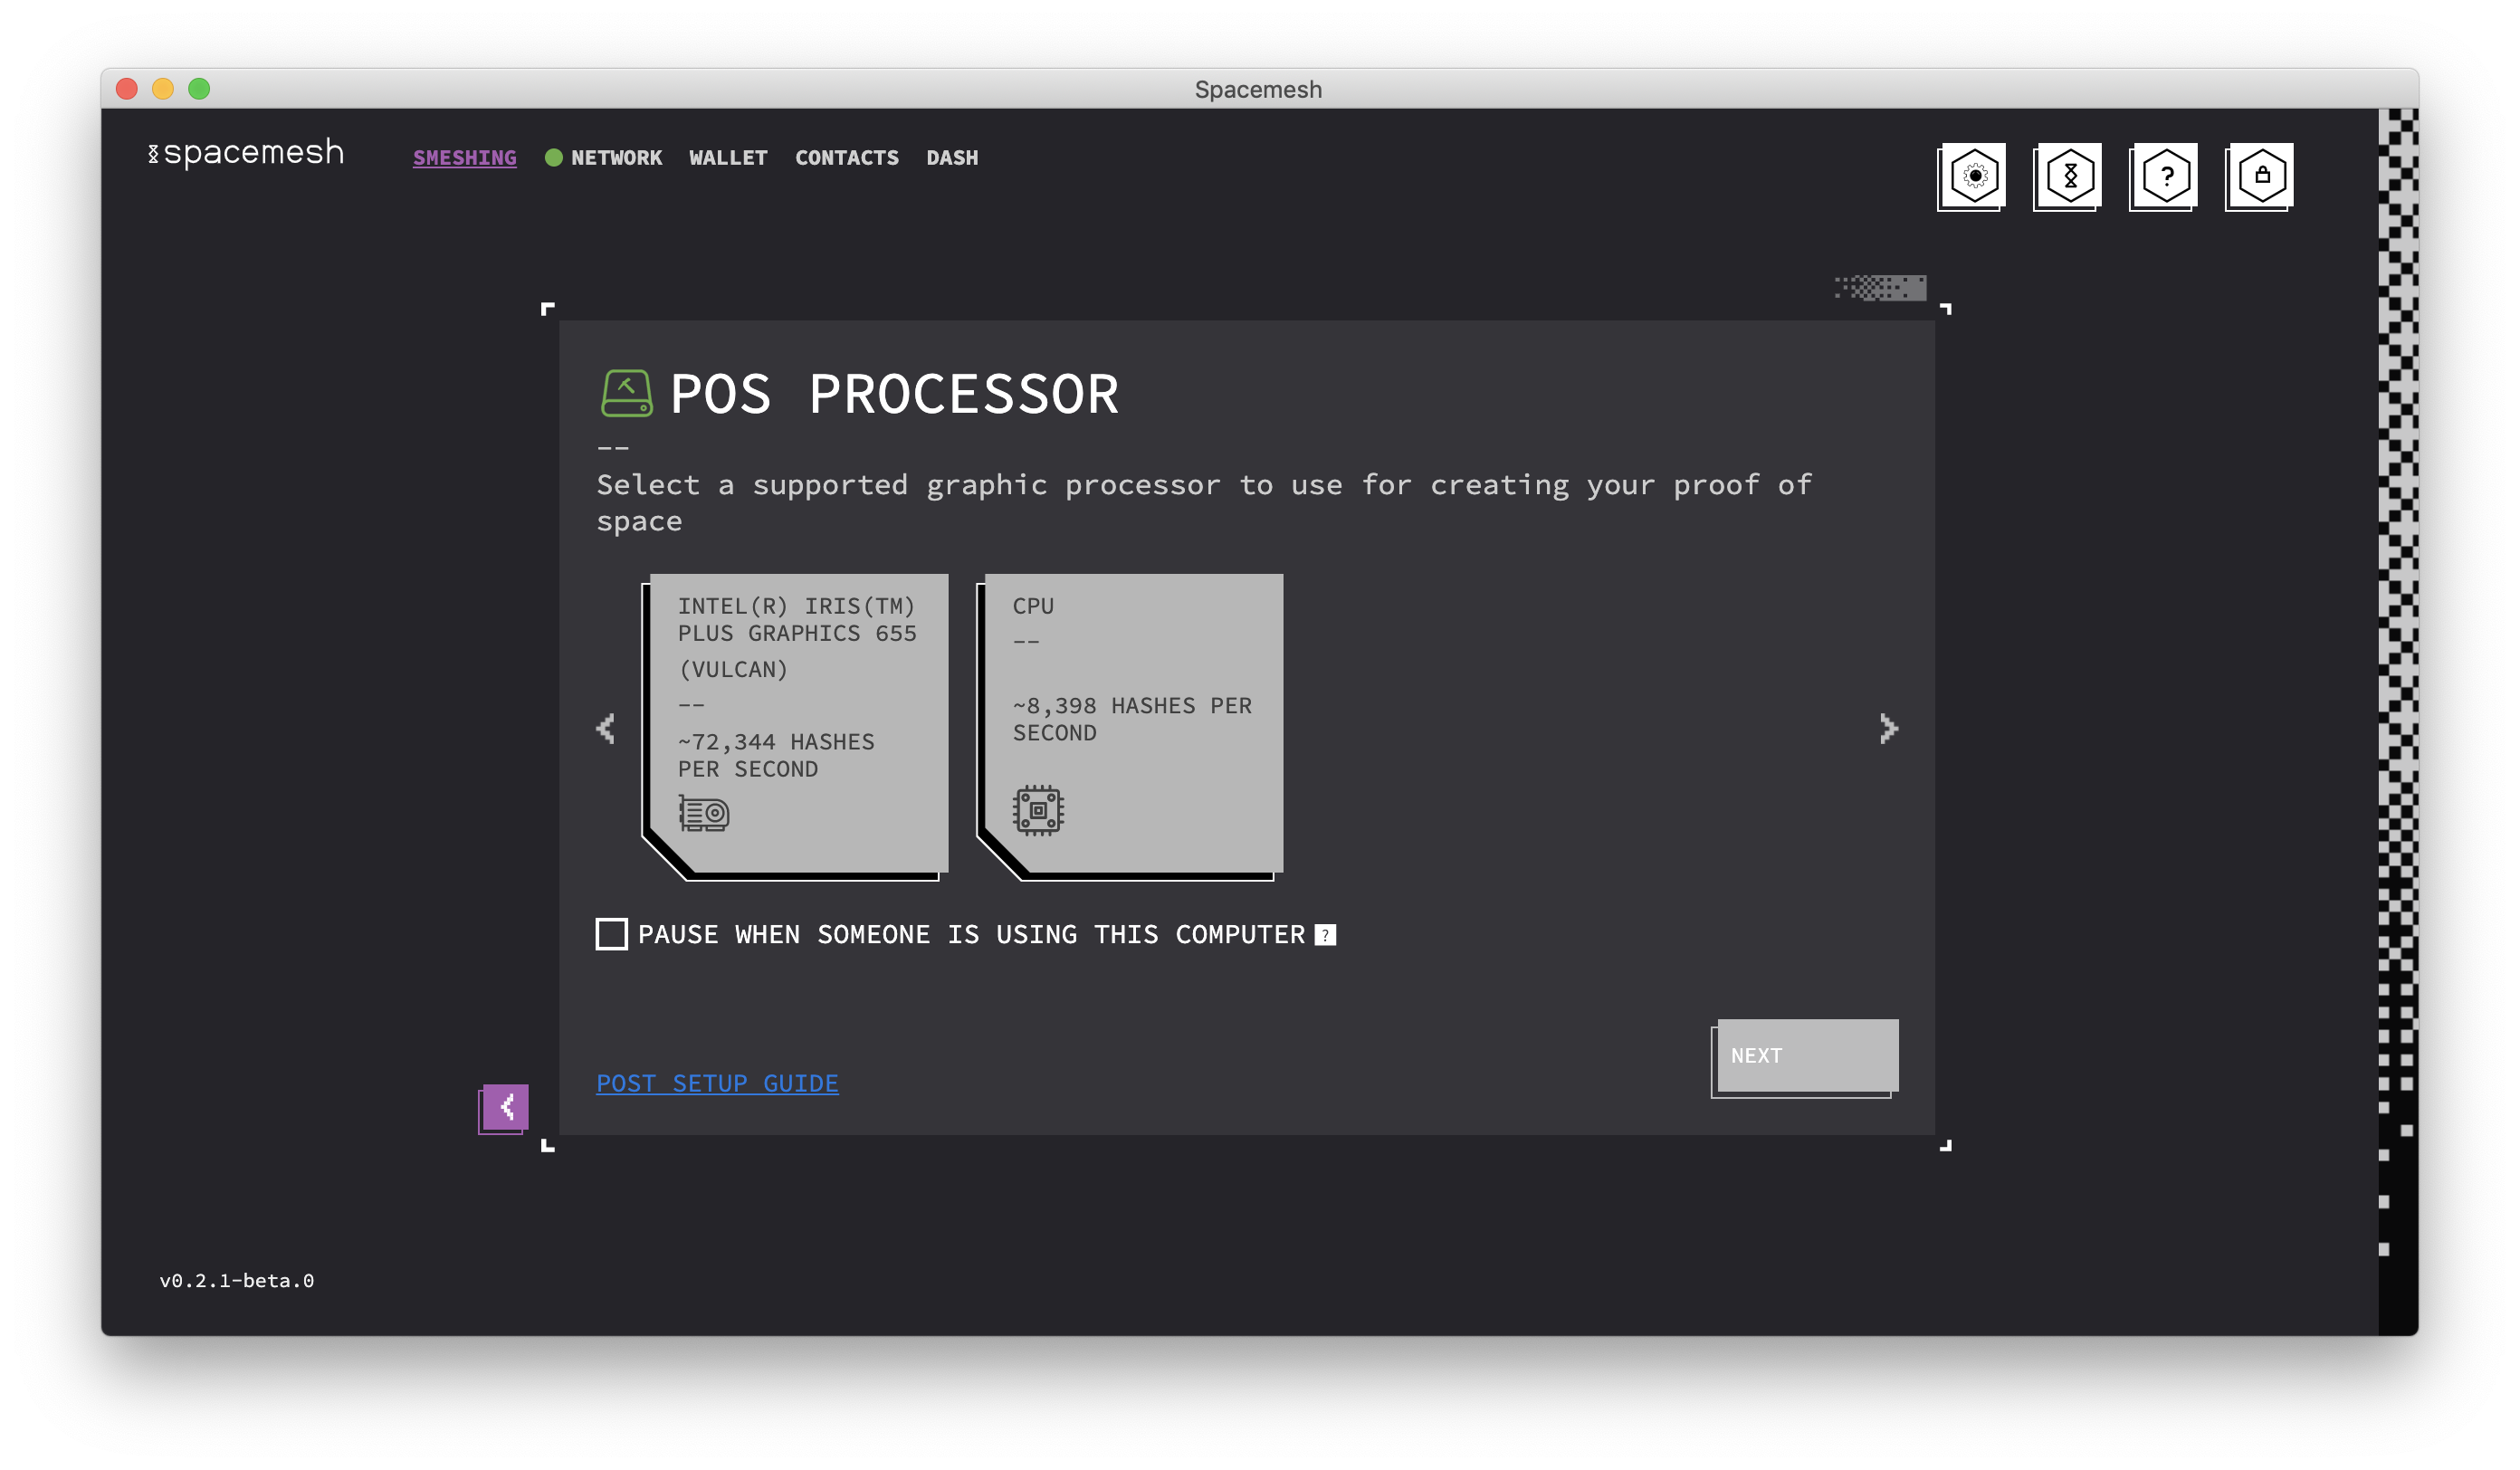 Spacemesh
spacemesh
SMESHING NETWORK WALLET CONTACTS DASH
?
POS PROCESSOR
--
Select a supported graphic processor to use for creating your proof of
space
INTEL(R) IRIS(TM)
PLUS GRAPHICS 655
(VULCAN)
--
~72,344 HASHES
PER SECOND
CPU
--
~8,398 HASHES PER
SECOND
PAUSE WHEN SOMEONE IS USING THIS COMPUTER ?
POST SETUP GUIDE
NEXT
v0.2.1-beta.0